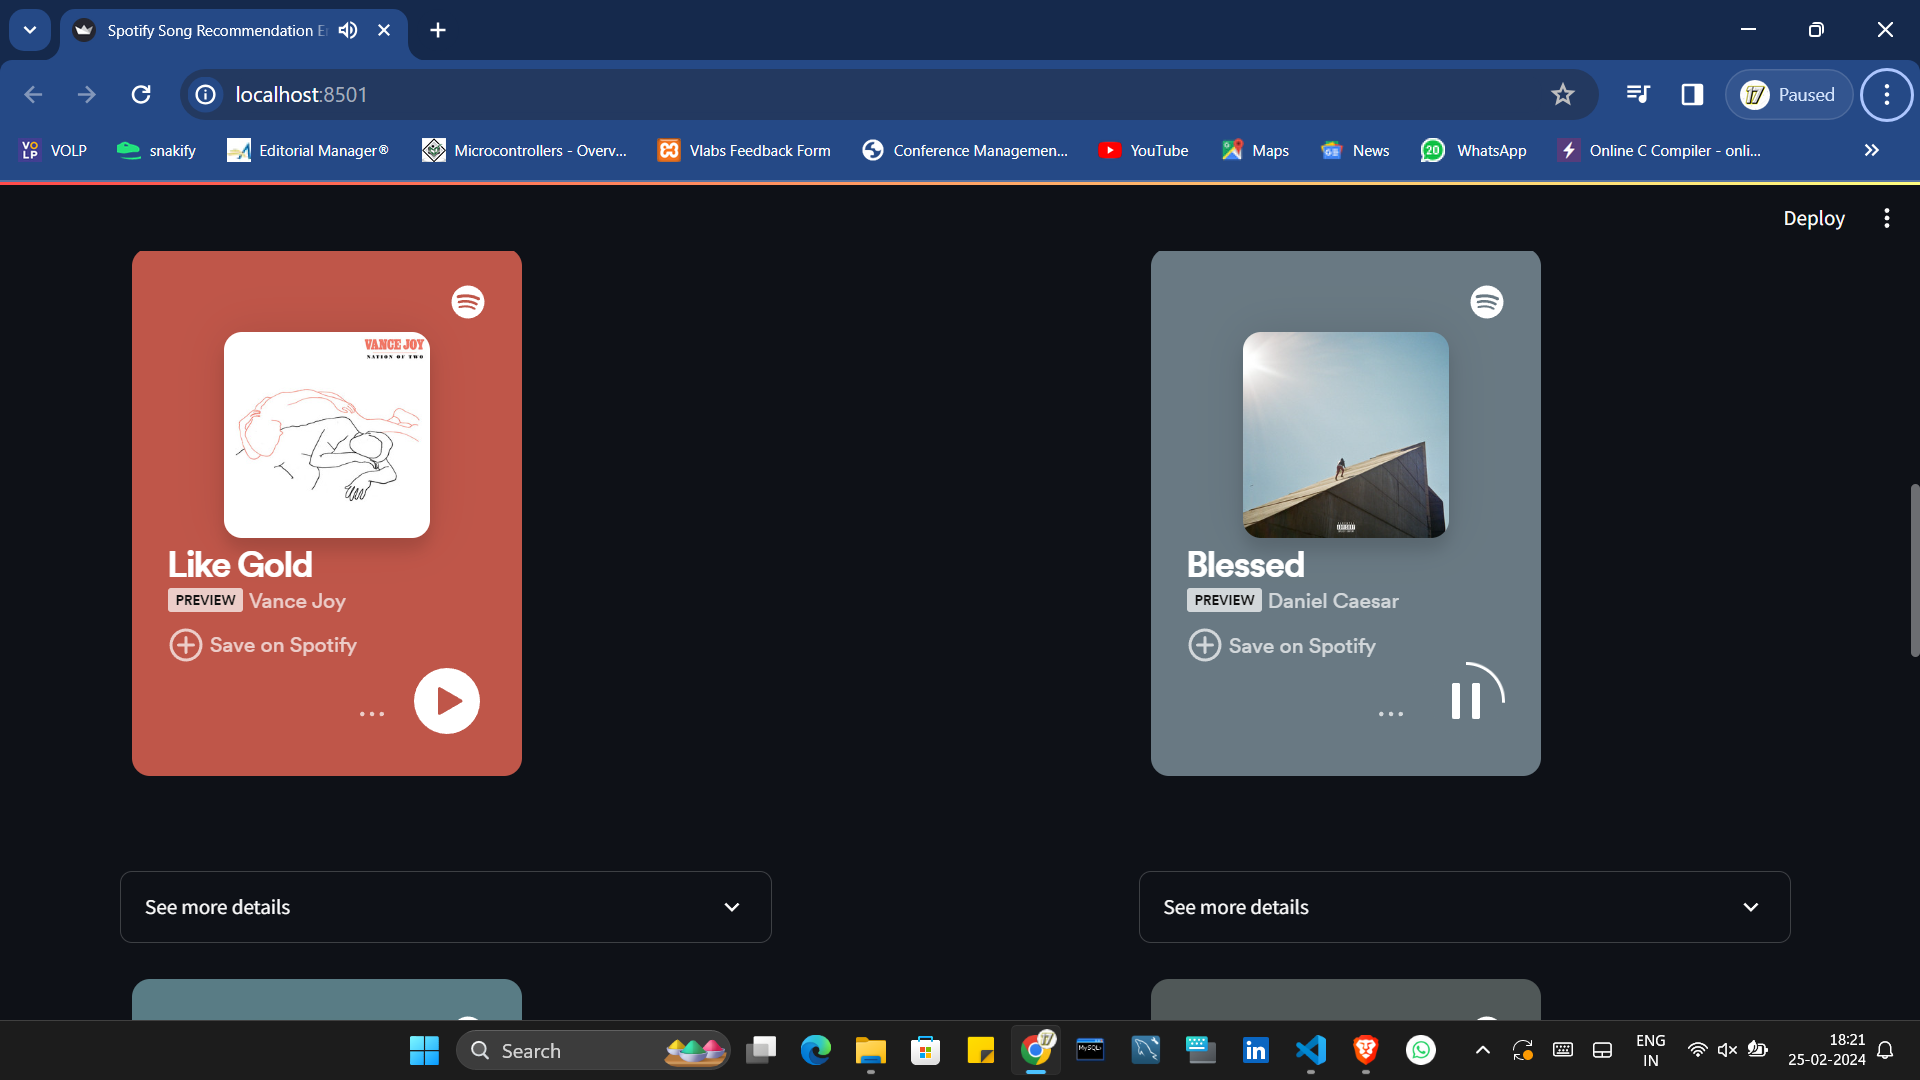 Spotify Song Recommendation E
localhost:8501
Paused
VOLP
snakify
Editorial Manager®
Microcontrollers - Overv...
Vlabs Feedback Form
Conference Managemen...
YouTube
Maps
News
20
WhatsApp
Online C Compiler - onli...
Deploy
VANCE JOY
NATION OF TWO
Like Gold
PREVIEW Vance Joy
Save on Spotify
Blessed
PREVIEW Daniel Caesar
Save on Spotify
See more details
See more details
Search
ENG
IN
18:21
25-02-2024